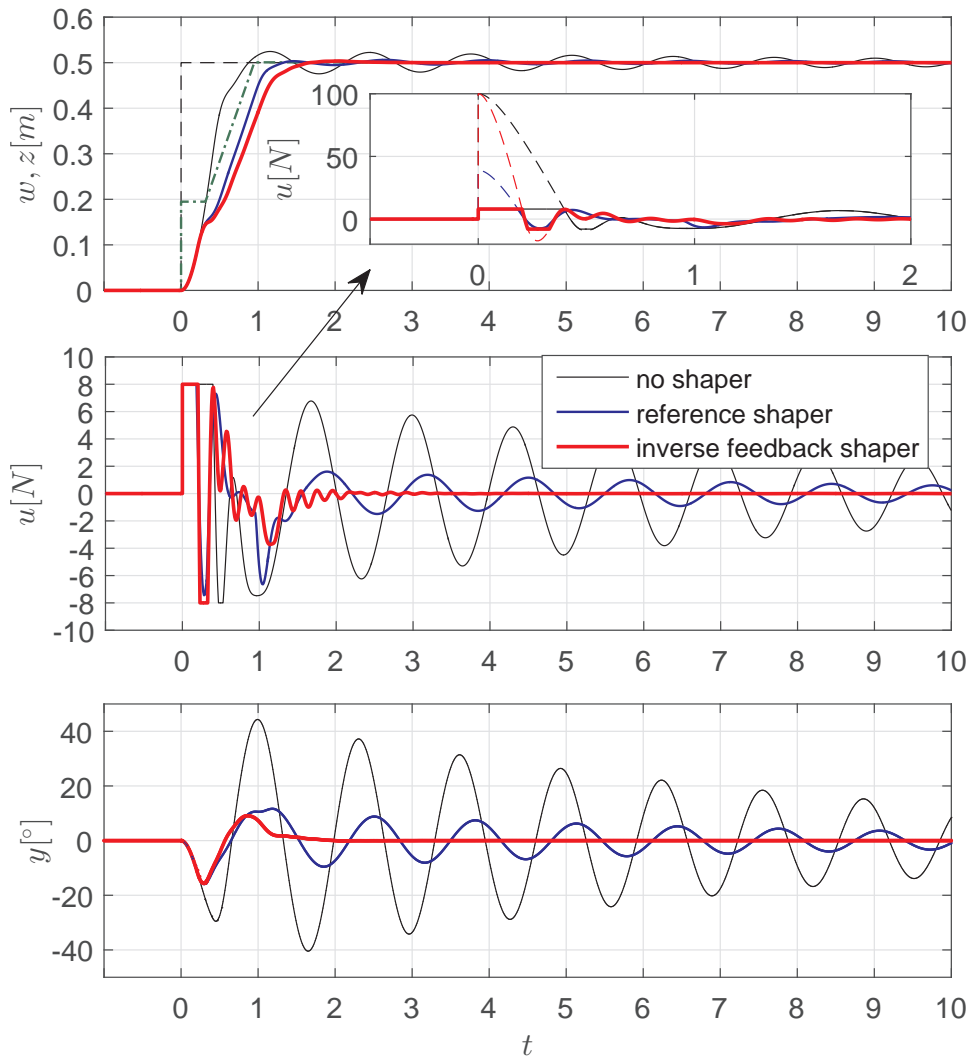 0.6
0.5
0.4
0.3
0.2
0.1
0
w, z[m]
100
50
0
u[N]
0 1 2
0 1 2 3 4 5 6 7 8 9 10
10
8
6
4
2
0
-2
-4
-6
-8
-10
u[N]
no shaper
reference shaper
inverse feedback shaper
0 1 2 3 4 5 6 7 8 9 10
40
20
0
-20
-40
y[°]
0 1 2 3 4 5 6 7 8 9 10
t